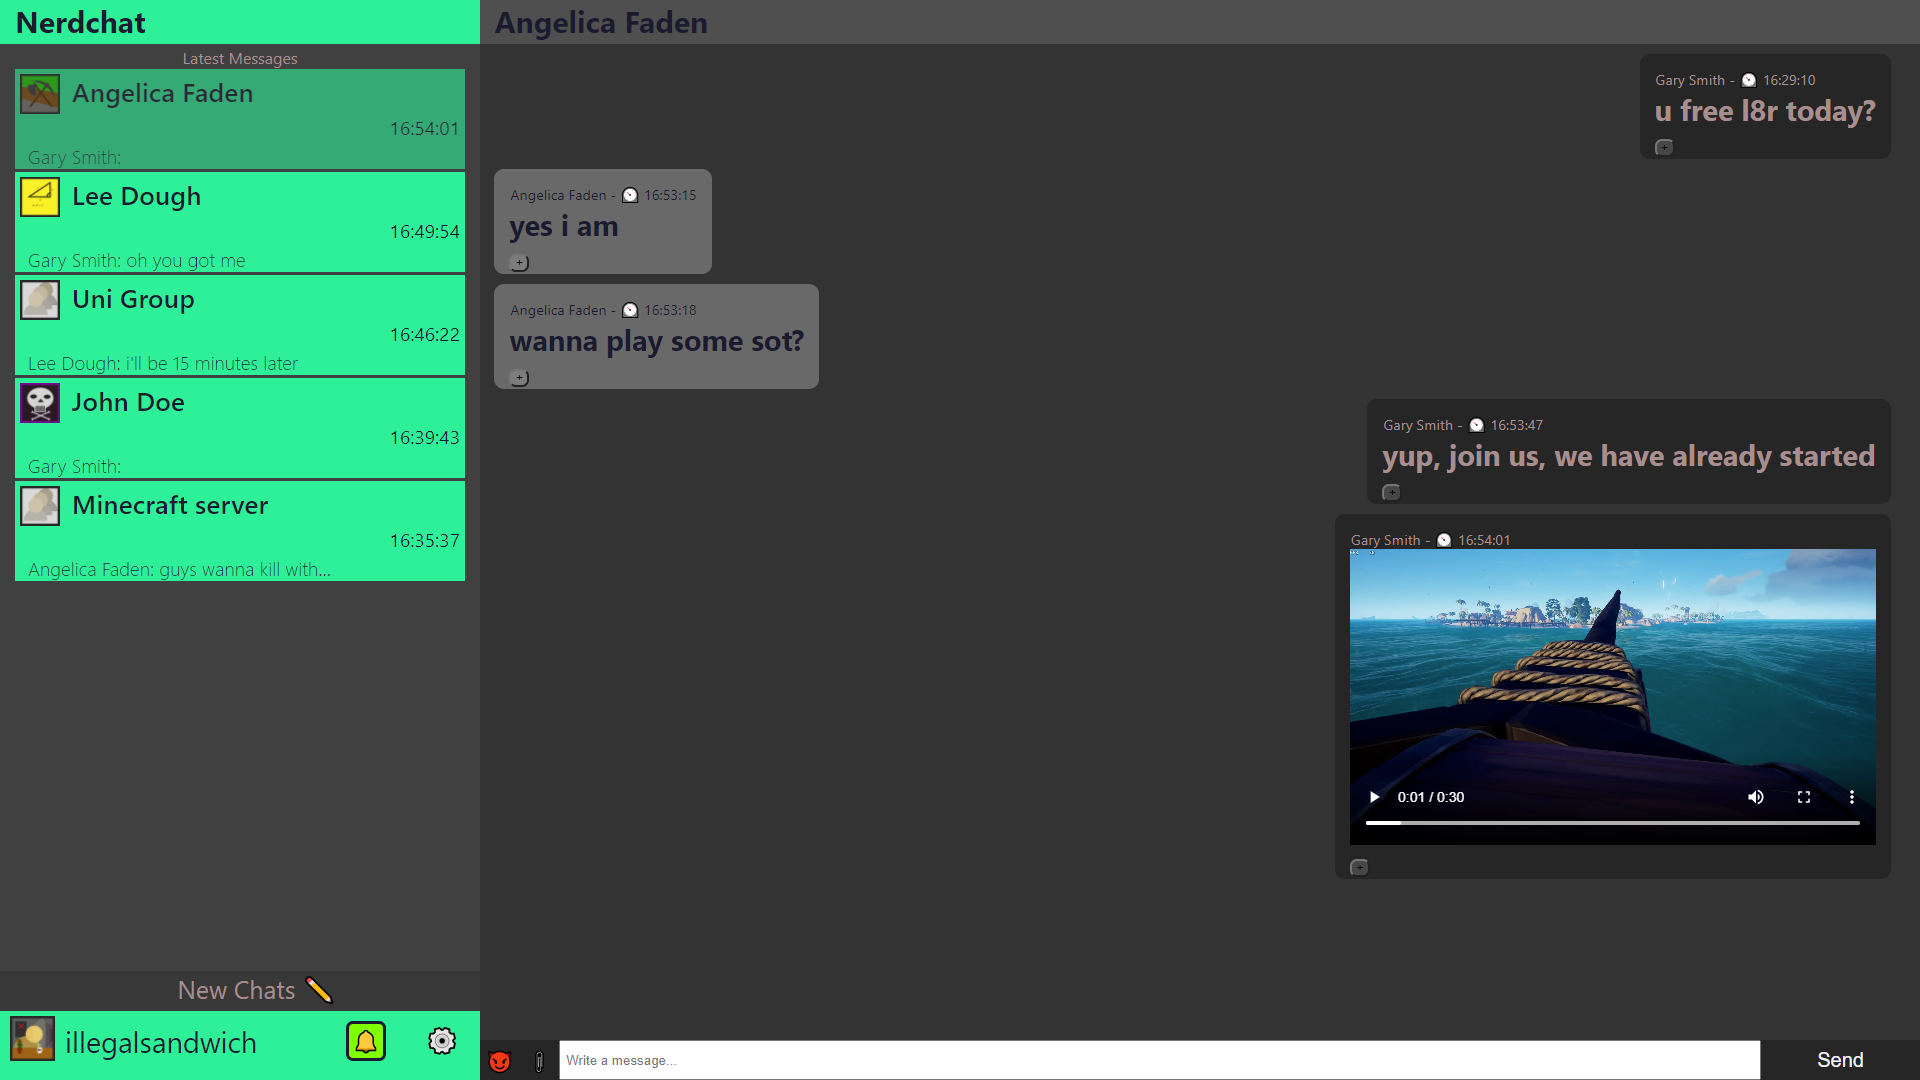 Nerdchat
Latest Messages
Angelica Faden
16:54:01
Gary Smith:
Lee Dough
16:49:54
Gary Smith: oh you got me
Uni Group
16:46:22
Lee Dough: i'll be 15 minutes later
John Doe
16:39:43
Gary Smith:
Minecraft server
16:35:37
Angelica Faden: guys wanna kill with...
New Chats
illegalsandwich
Angelica Faden
Gary Smith - 16:29:10
u free l8r today?
+
Angelica Faden - 16:53:15
yes i am
+
Angelica Faden - 16:53:18
wanna play some sot?
+
Gary Smith - 16:53:47
yup, join us, we have already started
+
Gary Smith - 16:54:01
0:01 / 0:30
+
Write a message...
Send